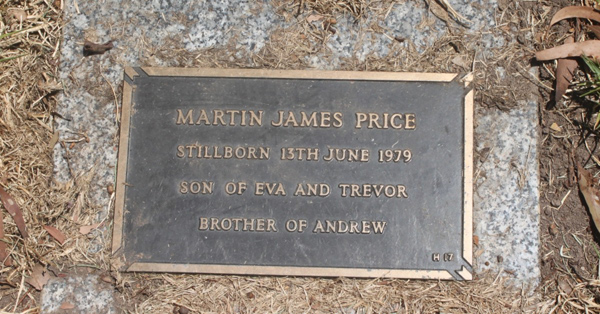 MARTIN JAMES PRICE
STILLBORN 13TH JUNE 1979
SON OF EVA AND TREVOR
BROTHER OF ANDREW
H 17